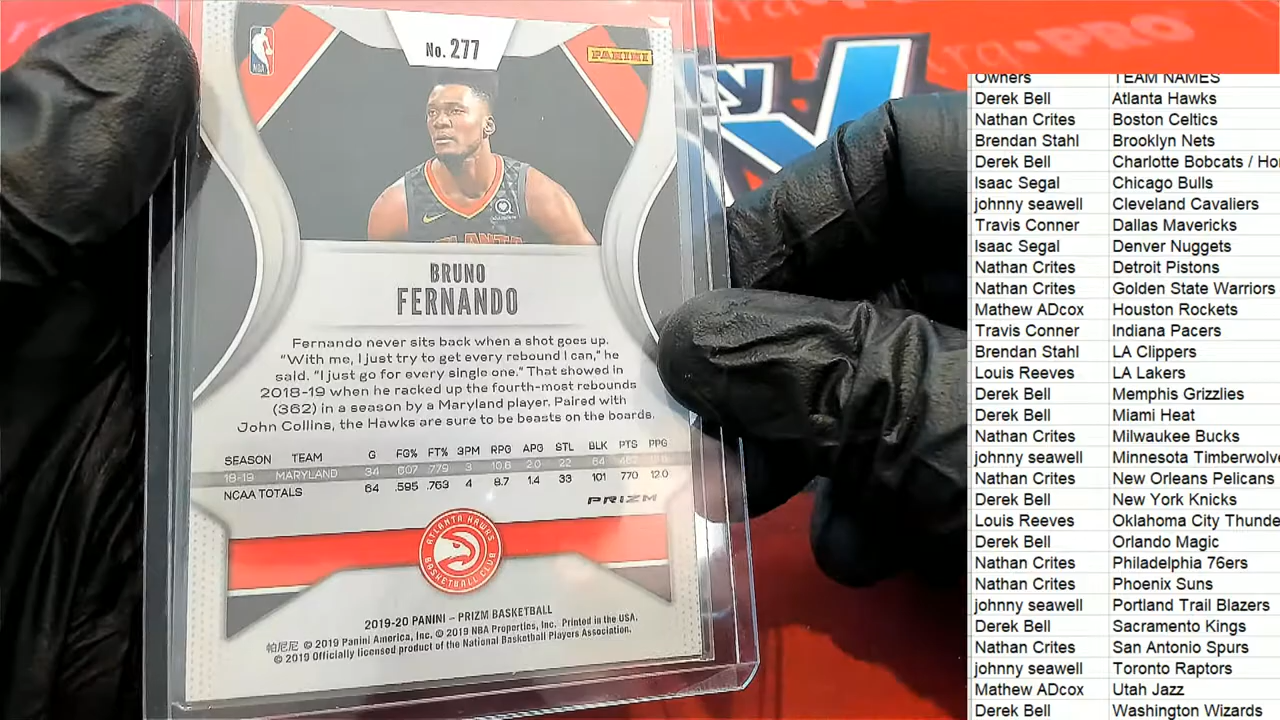 No. 277
PANINI
NBA
ATLANTA
BRUNO
FERNANDO
Fernando never sits back when a shot goes up.
"With me, I just try to get every rebound I can," he
said. "I just go for every single one." That showed in
2018-19 when he racked up the fourth-most rebounds
(362) in a season by a Maryland player. Paired with
John Collins, the Hawks are sure to be beasts on the boards.
SEASON TEAM G FG% FT% 3PM RPG APG STL BLK PTS PPG
18-19 MARYLAND 34 .607 .779 3 10.6 2.0 22 64
NCAA TOTALS 64 .595 .763 4 8.7 1.4 33 101 770 12.0
PRIZM
ATLANTA HAWKS
BASKETBALL CLUB
2019-20 PANINI – PRIZM BASKETBALL
帕尼尼 © 2019 Panini America, Inc. © 2019 NBA Properties, Inc. Printed in the USA.
© 2019 Officially licensed product of the National Basketball Players Association.
PRO
Owners TEAM NAMES
Derek Bell Atlanta Hawks
Nathan Crites Boston Celtics
Brendan Stahl Brooklyn Nets
Derek Bell Charlotte Bobcats / Hor
Isaac Segal Chicago Bulls
johnny seawell Cleveland Cavaliers
Travis Conner Dallas Mavericks
Isaac Segal Denver Nuggets
Nathan Crites Detroit Pistons
Nathan Crites Golden State Warriors
Mathew ADcox Houston Rockets
Travis Conner Indiana Pacers
Brendan Stahl LA Clippers
Louis Reeves LA Lakers
Derek Bell Memphis Grizzlies
Derek Bell Miami Heat
Nathan Crites Milwaukee Bucks
johnny seawell Minnesota Timberwolve
Nathan Crites New Orleans Pelicans
Derek Bell New York Knicks
Louis Reeves Oklahoma City Thunde
Derek Bell Orlando Magic
Nathan Crites Philadelphia 76ers
Nathan Crites Phoenix Suns
johnny seawell Portland Trail Blazers
Derek Bell Sacramento Kings
Nathan Crites San Antonio Spurs
johnny seawell Toronto Raptors
Mathew ADcox Utah Jazz
Derek Bell Washington Wizards